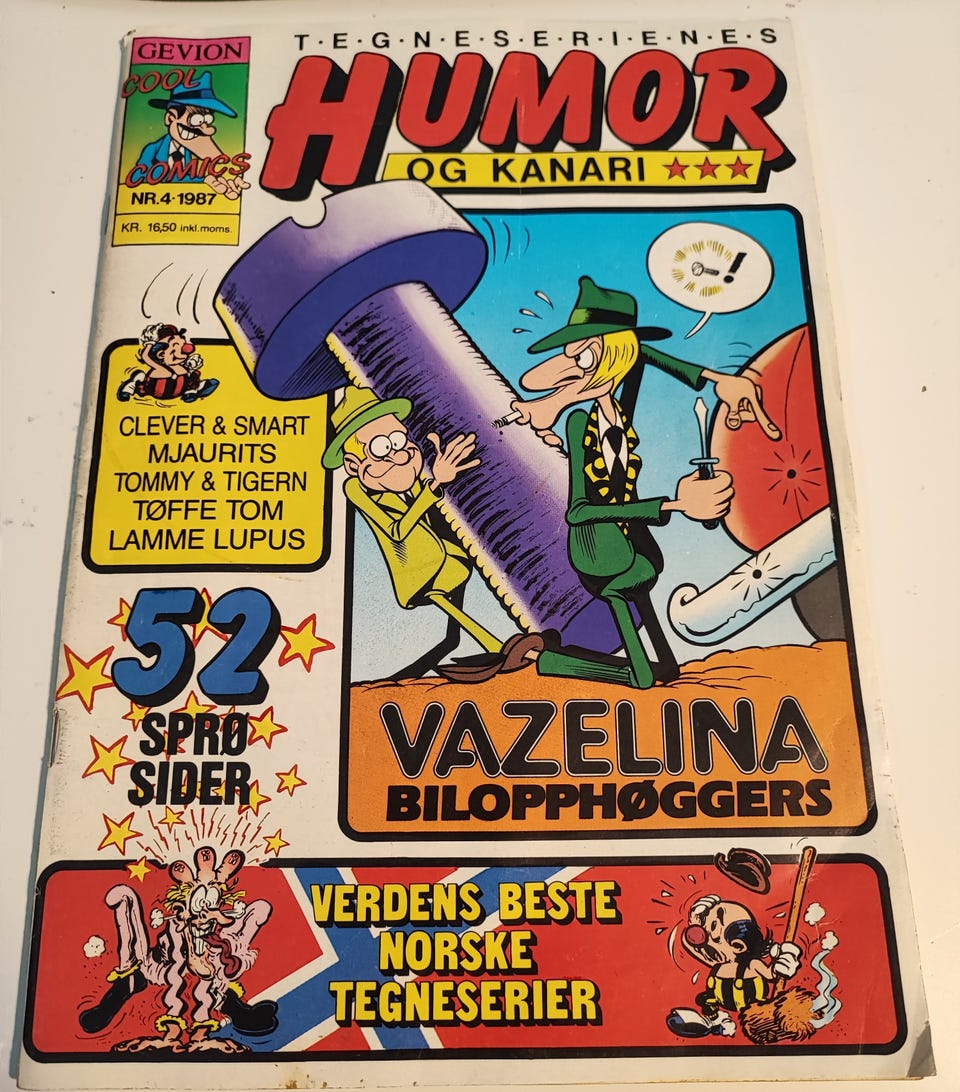 GEVION
COOL
COMICS
NR.4·1987
KR. 16,50 inkl.moms.
T·E·G·N·E·S·E·R·I·E·N·E·S
HUMOR
OG KANARI ★★★
!
CLEVER & SMART
MJAURITS
TOMMY & TIGERN
TØFFE TOM
LAMME LUPUS
52
SPRØ
SIDER
VAZELINA
BILOPPHØGGERS
VERDENS BESTE
NORSKE
TEGNESERIER